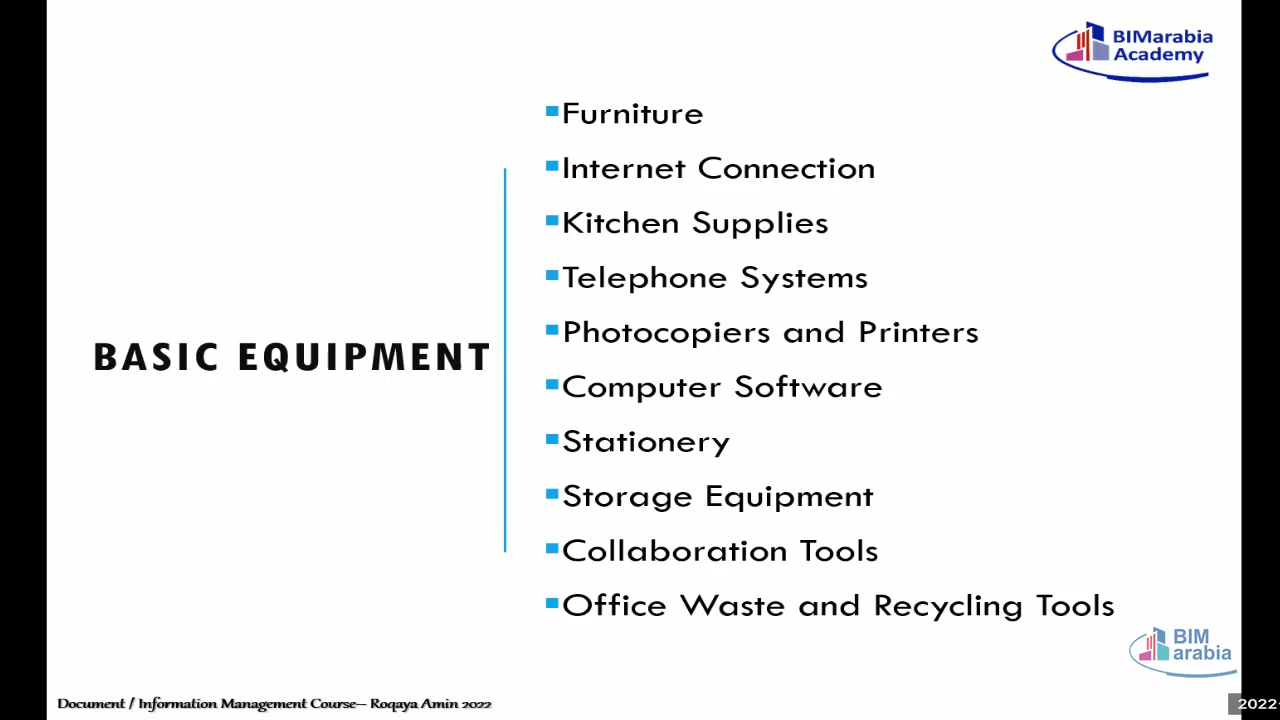 BIMarabia
Academy
Furniture
Internet Connection
Kitchen Supplies
Telephone Systems
Photocopiers and Printers
BASIC EQUIPMENT
Computer Software
Stationery
Storage Equipment
Collaboration Tools
Office Waste and Recycling Tools
BIM
arabia
Document / Information Management Course– Roqaya Amin 2022
2022-